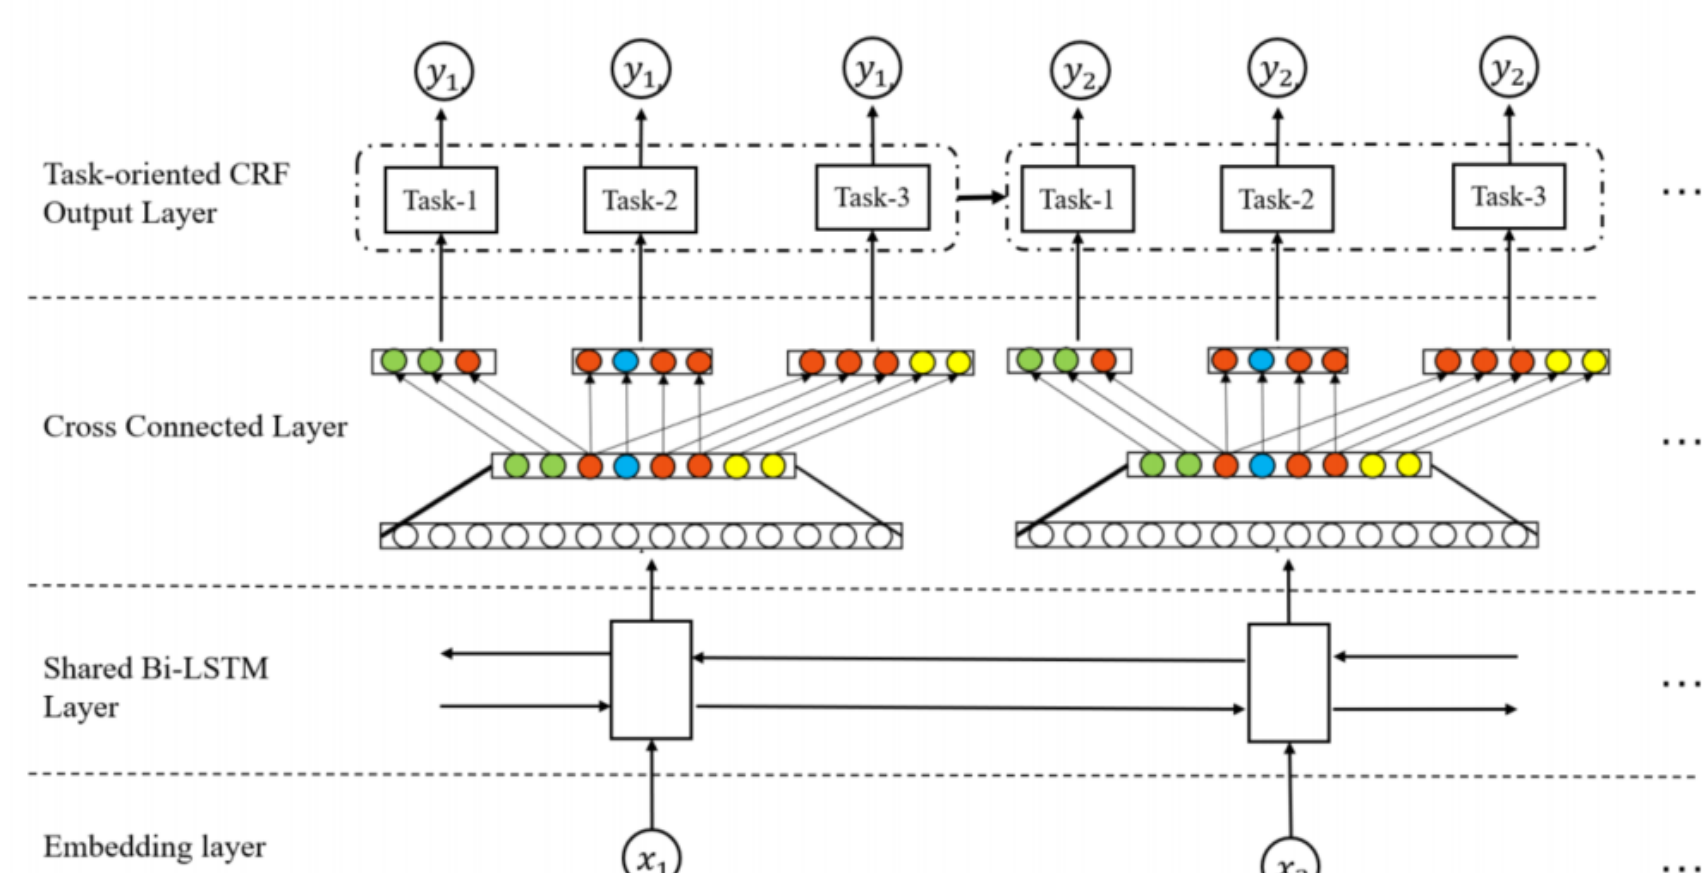 y₁, y₁, y₁, y₂, y₂, y₂,
Task-oriented CRF
Output Layer
Task-1 Task-2 Task-3 Task-1 Task-2 Task-3 ...
Cross Connected Layer ...
Shared Bi-LSTM
Layer ...
Embedding layer x₁ x₂ ...